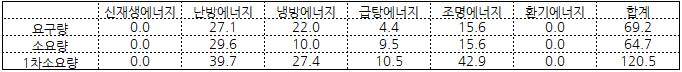 신재생에너지 난방에너지 냉방에너지 급탕에너지 조명에너지 환기에너지 합계
요구량 0.0 27.1 22.0 4.4 15.6 0.0 69.2
소요량 0.0 29.6 10.0 9.5 15.6 0.0 64.7
1차소요량 0.0 39.7 27.4 10.5 42.9 0.0 120.5